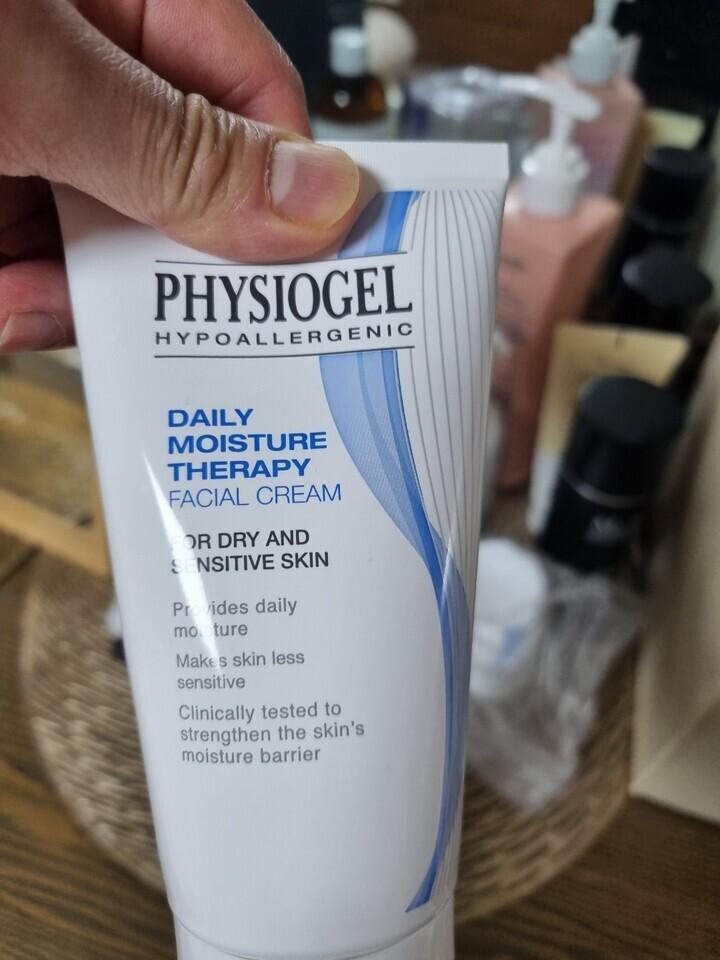 PHYSIOGEL
HYPOALLERGENIC
DAILY
MOISTURE
THERAPY
FACIAL CREAM
FOR DRY AND
SENSITIVE SKIN
Provides daily
moisture
Makes skin less
sensitive
Clinically tested to
strengthen the skin's
moisture barrier